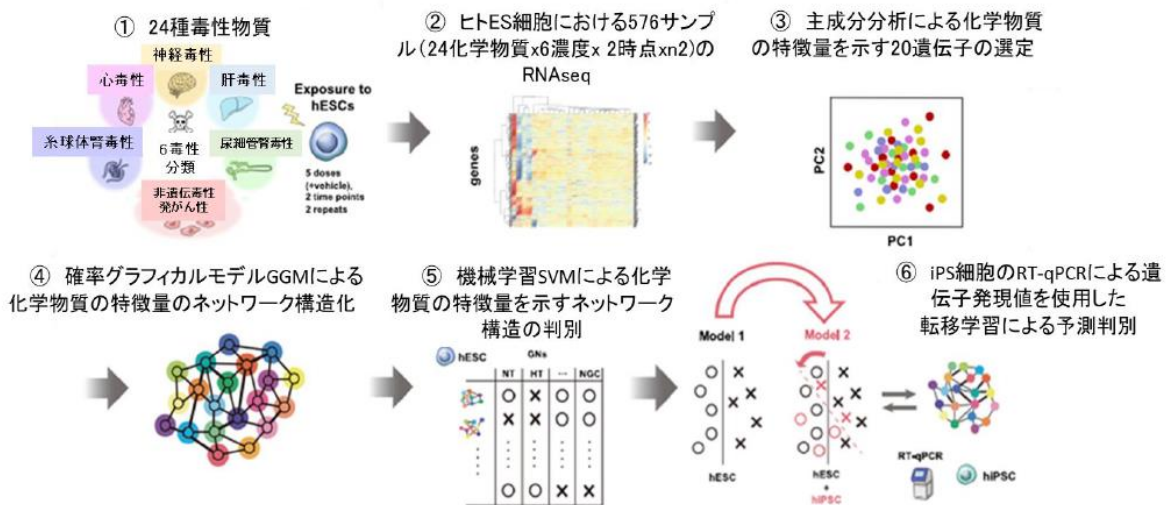 ① 24種毒性物質
神経毒性
心毒性
肝毒性
糸球体腎毒性
6毒性
分類
尿細管腎毒性
非遺伝毒性
発がん性
Exposure to
hESCs
5 doses
(+vehicle),
2 time points
2 repeats
② ヒトES細胞における576サンプ
ル(24化学物質x6濃度x 2時点xn2)の
RNAseq
genes
③ 主成分分析による化学物質
の特徴量を示す20遺伝子の選定
PC2
PC1
④ 確率グラフィカルモデルGGMによる
化学物質の特徴量のネットワーク構造化
⑤ 機械学習SVMによる化学
物質の特徴量を示すネットワーク
構造の判別
hESC
GNs
NT HT ... NGC
O X O O
X X O O
O O X X
⑥ iPS細胞のRT-qPCRによる遺
伝子発現値を使用した
転移学習による予測判別
Model 1
Model 2
hESC
hESC
+
hiPSC
RT-qPCR
hiPSC